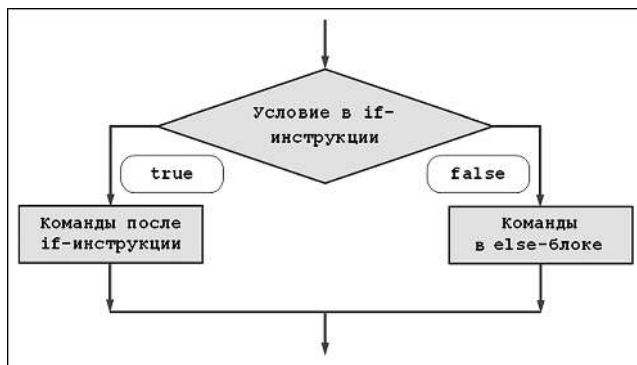 Условие в if-
инструкции
true
false
Команды после
if-инструкции
Команды
в else-блоке